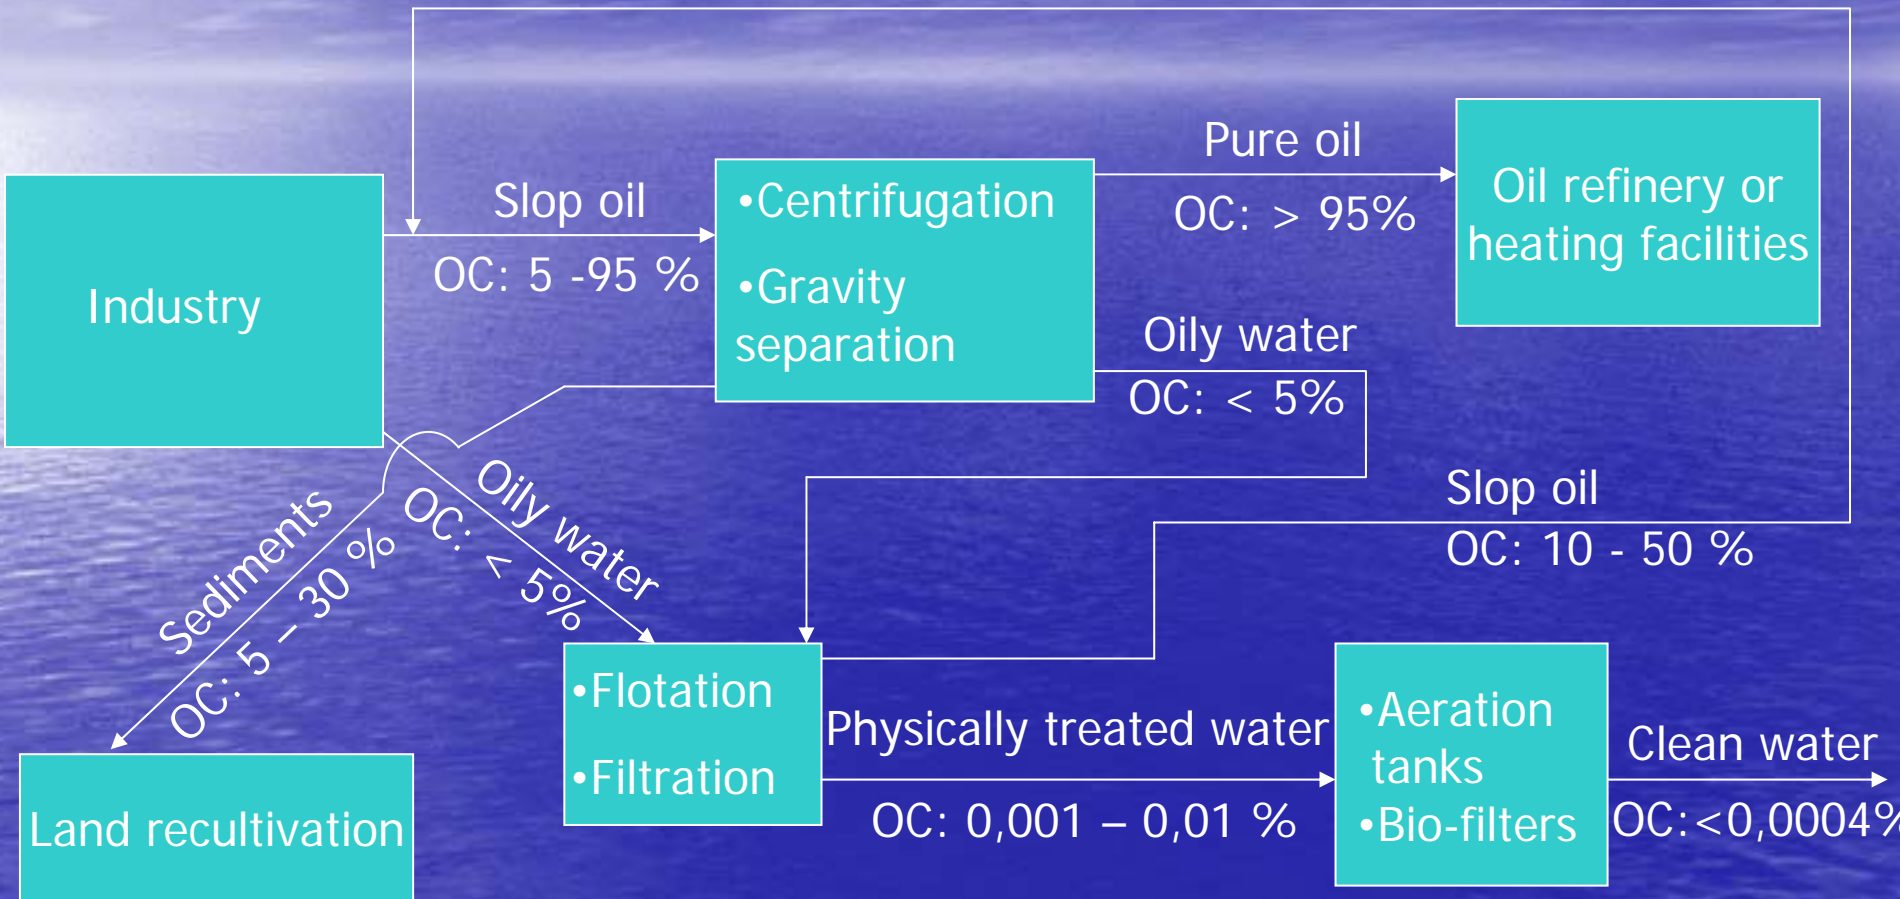 Industry
Slop oil
OC: 5 -95 %
•Centrifugation
•Gravity
separation
Pure oil
OC: > 95%
Oil refinery or
heating facilities
Oily water
OC: < 5%
Slop oil
OC: 10 - 50 %
Oily water
OC: < 5%
Sediments
OC: 5 – 30 %
Land recultivation
•Flotation
•Filtration
Physically treated water
OC: 0,001 – 0,01 %
•Aeration
tanks
•Bio-filters
Clean water
OC:<0,0004%